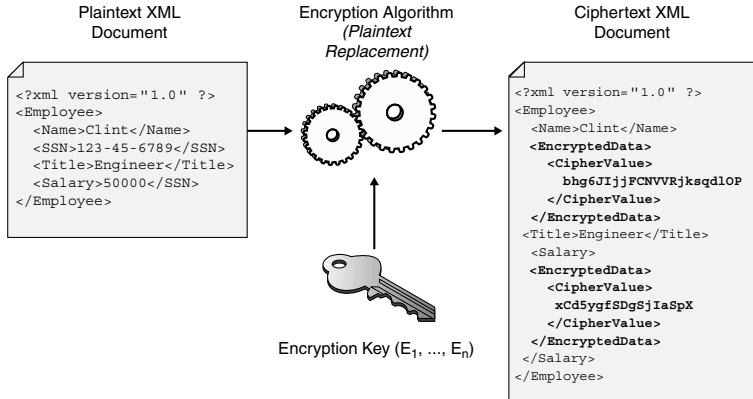 Plaintext XML
Document
<?xml version="1.0" ?>
<Employee>
<Name>Clint</Name>
<SSN>123-45-6789</SSN>
<Title>Engineer</Title>
<Salary>50000</SSN>
</Employee>
Encryption Algorithm
(Plaintext
Replacement)
Encryption Key (E1, ..., En)
Ciphertext XML
Document
<?xml version="1.0" ?>
<Employee>
<Name>Clint</Name>
<EncryptedData>
<CipherValue>
bhg6JIjjFCNVVRjksqdlOP
</CipherValue>
</EncryptedData>
<Title>Engineer</Title>
<Salary>
<EncryptedData>
<CipherValue>
xCd5ygfSDgSjIaSpX
</CipherValue>
</EncryptedData>
</Salary>
</Employee>